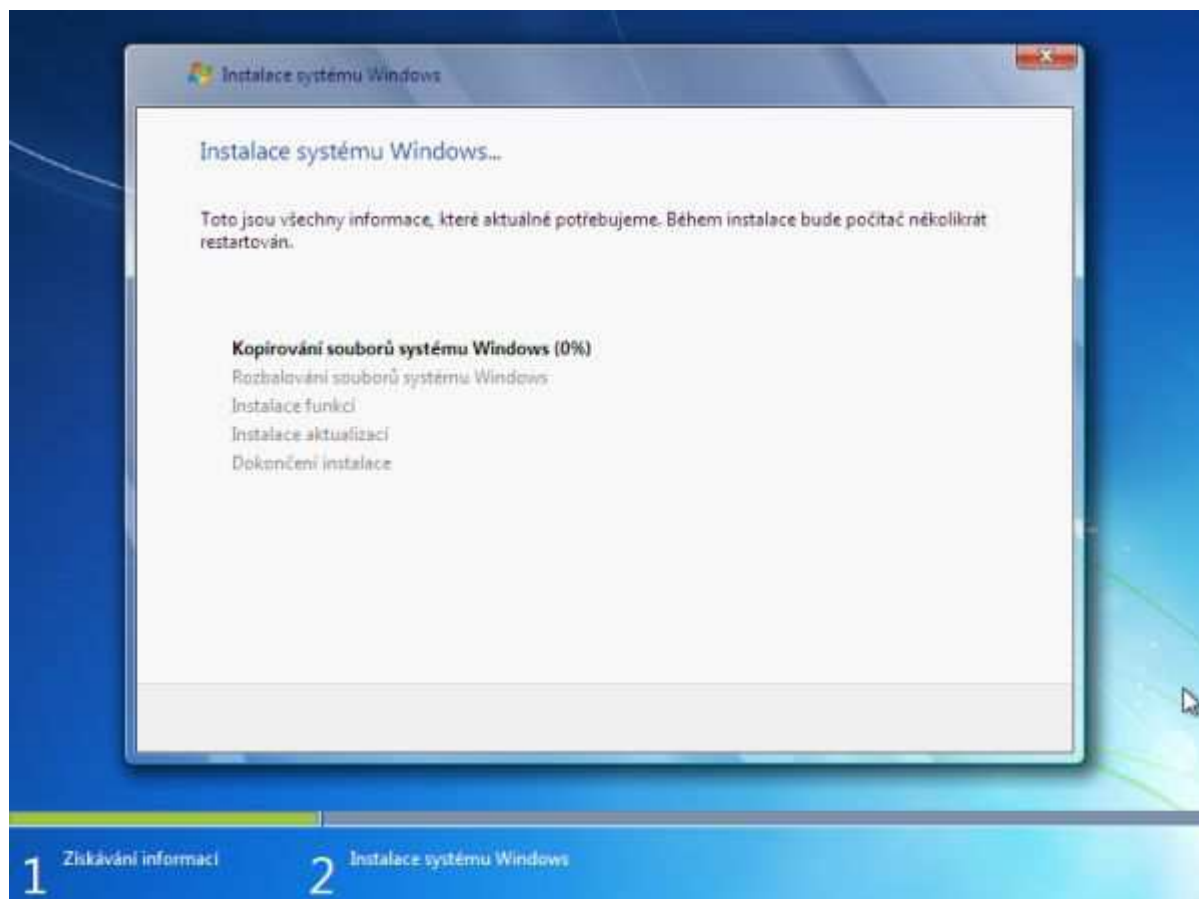 Instalace systému Windows
Instalace systému Windows...
Toto jsou všechny informace, které aktuálně potřebujeme. Během instalace bude počítač několikrát
restartován.
Kopírování souborů systému Windows (0%)
Rozbalování souborů systému Windows
Instalace funkcí
Instalace aktualizací
Dokončení instalace
1 Získávání informací
2 Instalace systému Windows